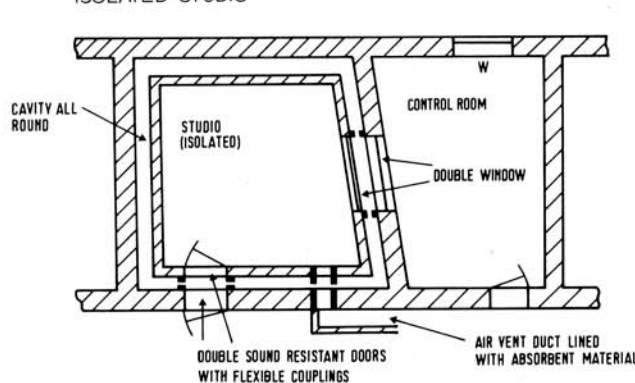 ISOLATED STUDIO
W
CAVITY ALL
ROUND
STUDIO
(ISOLATED)
CONTROL ROOM
DOUBLE WINDOW
DOUBLE SOUND RESISTANT DOORS
WITH FLEXIBLE COUPLINGS
AIR VENT DUCT LINED
WITH ABSORBENT MATERIAL